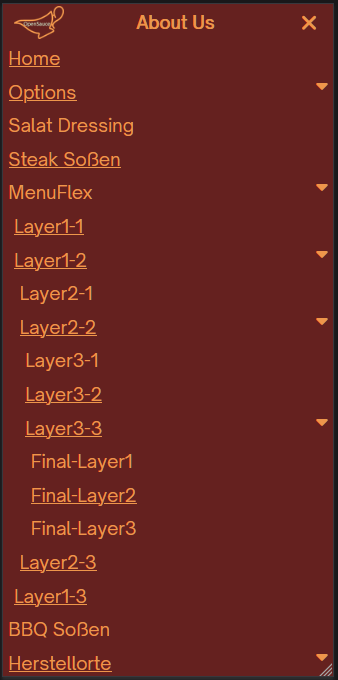 OpenSauce
About Us
Home
Options
Salat Dressing
Steak Soßen
MenuFlex
Layer1-1
Layer1-2
Layer2-1
Layer2-2
Layer3-1
Layer3-2
Layer3-3
Final-Layer1
Final-Layer2
Final-Layer3
Layer2-3
Layer1-3
BBQ Soßen
Herstellorte